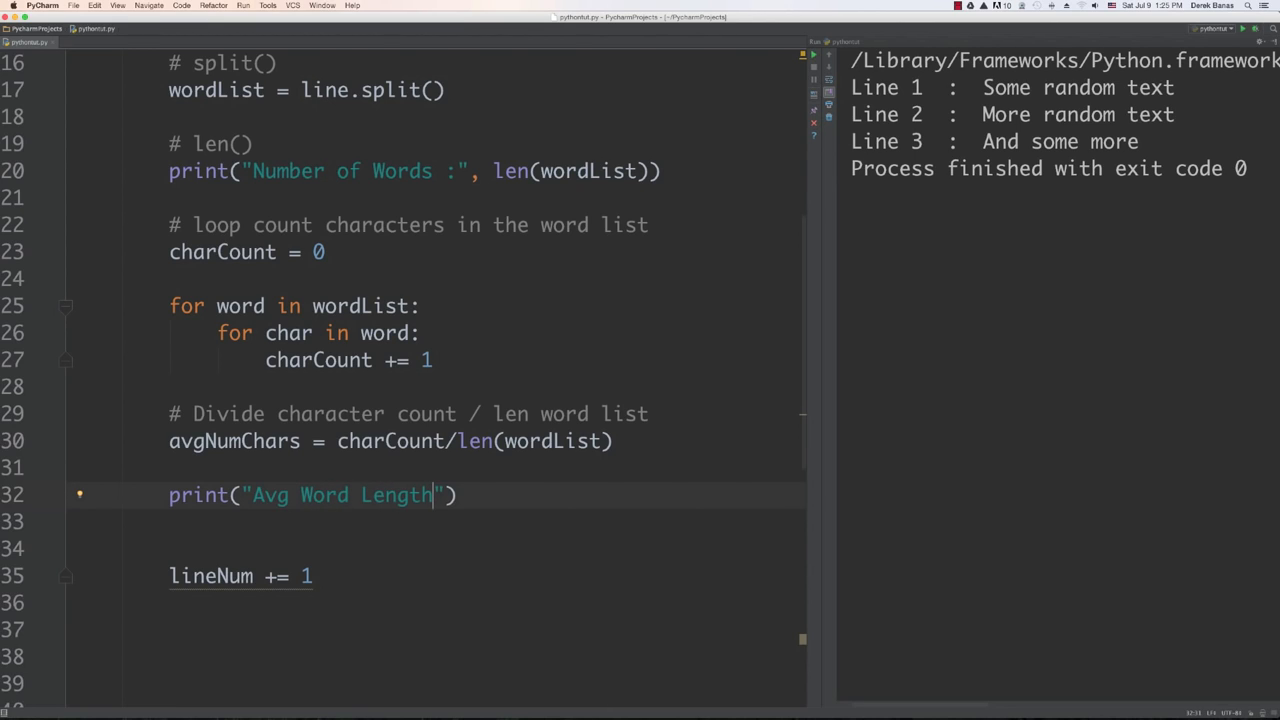 PyCharm File Edit View Navigate Code Refactor Run Tools VCS Window Help 10 Sat Jul 9 1:25 PM Derek Banas
pythontut.py - PycharmProjects - [~/PycharmProjects]
PycharmProjects pythontut.py pythontut
pythontut.py
Run pythontut
16 # split()
17 wordList = line.split()
18
19 # len()
20 print("Number of Words :", len(wordList))
21
22 # loop count characters in the word list
23 charCount = 0
24
25 for word in wordList:
26 for char in word:
27 charCount += 1
28
29 # Divide character count / len word list
30 avgNumChars = charCount/len(wordList)
31
32 print("Avg Word Length")
33
34
35 lineNum += 1
36
37
38
39
/Library/Frameworks/Python.framework
Line 1 : Some random text
Line 2 : More random text
Line 3 : And some more
Process finished with exit code 0
32:31 LF÷ UTF-8÷